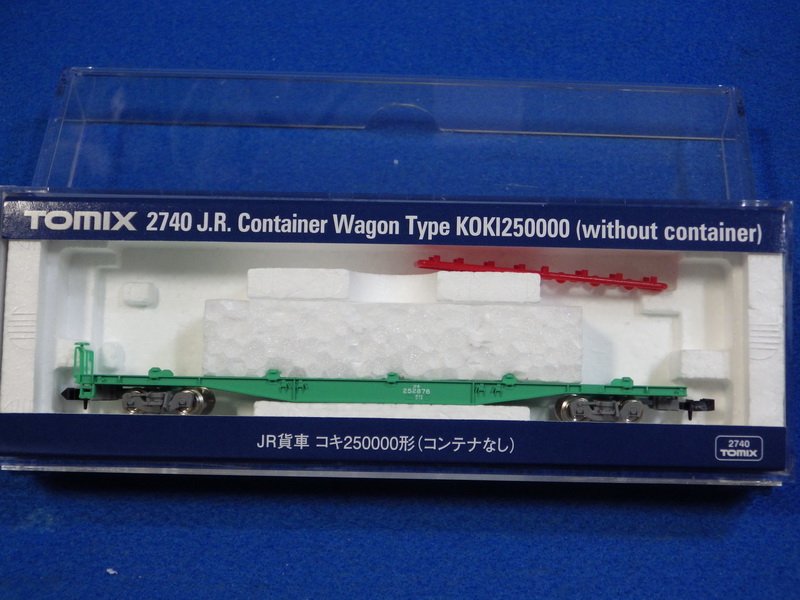 TOMIX 2740 J.R. Container Wagon Type KOKI250000 (without container)
252876
JR貨車 コキ250000形(コンテナなし)
2740
TOMIX